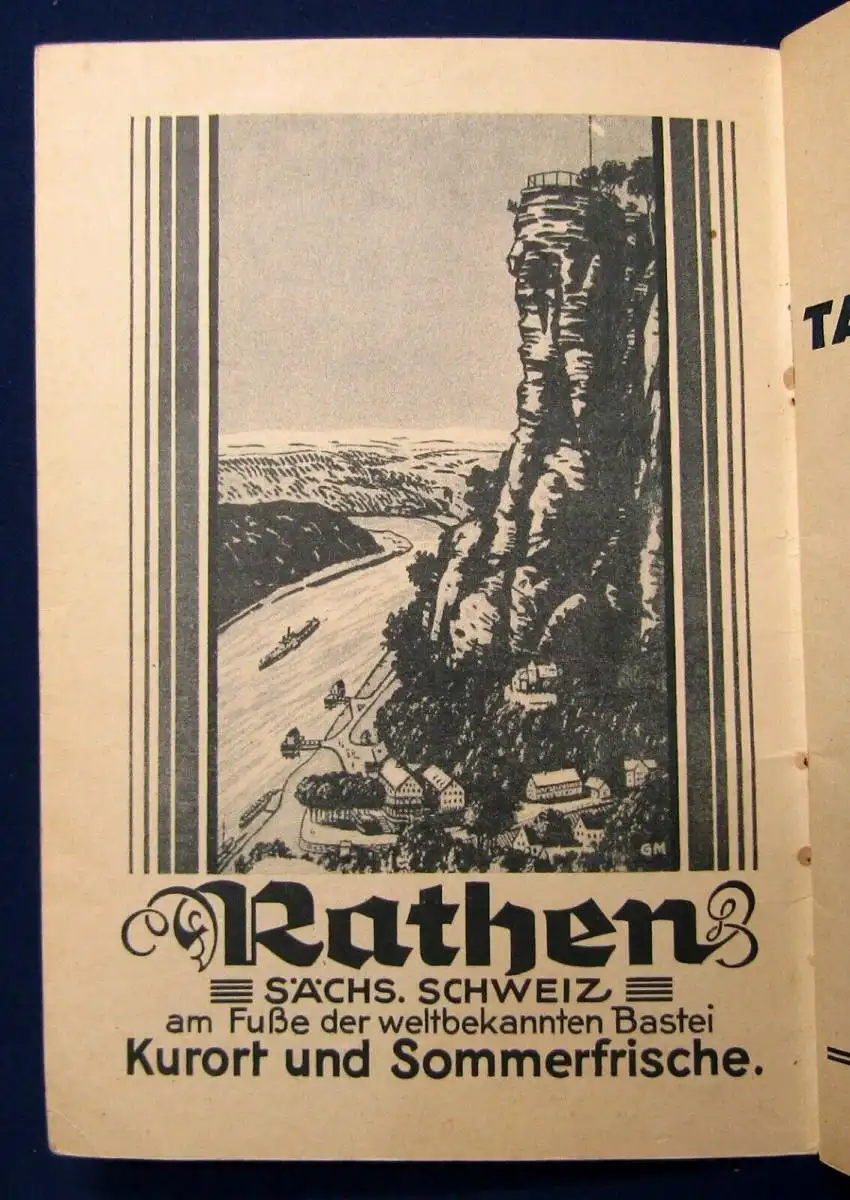 GM
Rathen
SÄCHS. SCHWEIZ
am Fuße der weltbekannten Bastei
Kurort und Sommerfrische.
TA